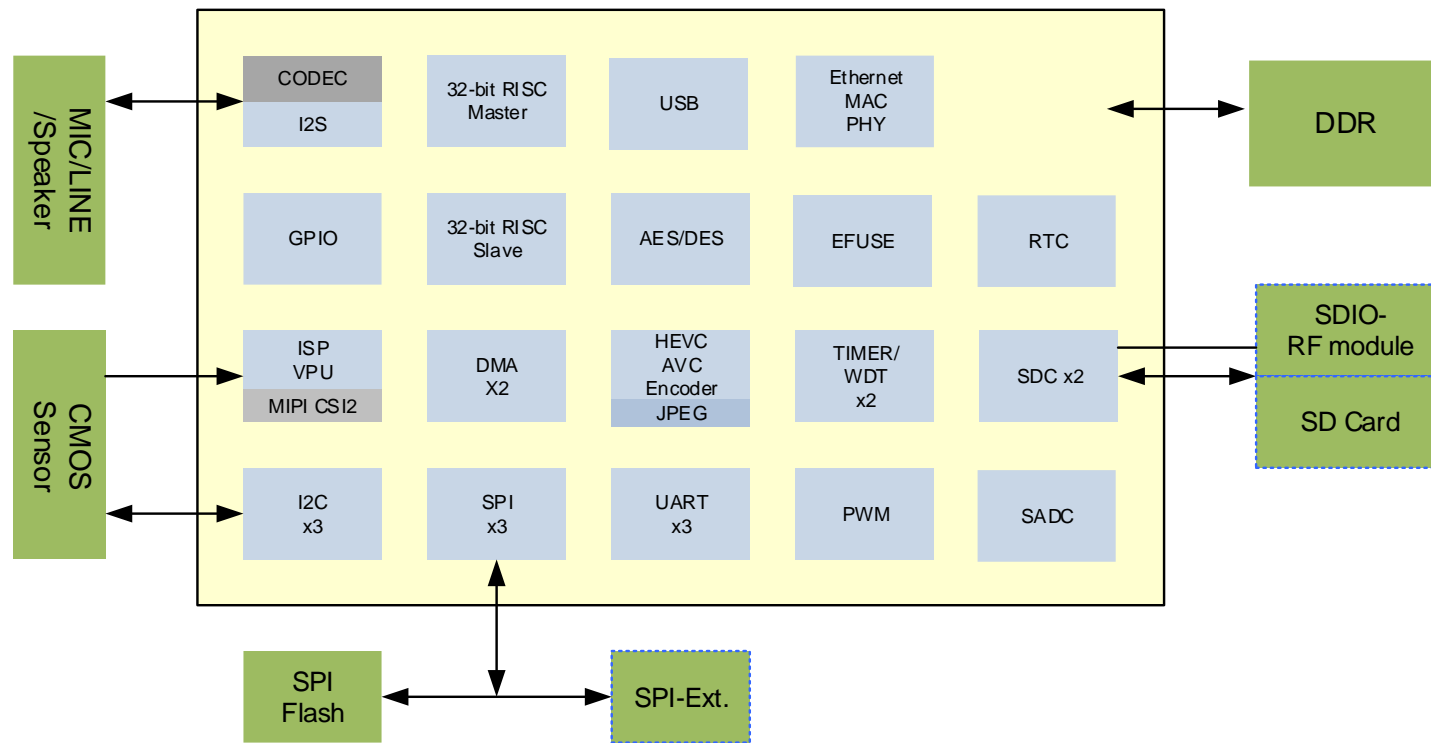 MIC/LINE
/Speaker
CODEC
I2S
32-bit RISC
Master
USB
Ethernet
MAC
PHY
DDR
GPIO
32-bit RISC
Slave
AES/DES
EFUSE
RTC
CMOS
Sensor
ISP
VPU
MIPI CSI2
DMA
X2
HEVC
AVC
Encoder
JPEG
TIMER/
WDT
x2
SDC x2
SDIO-
RF module
SD Card
I2C
x3
SPI
x3
UART
x3
PWM
SADC
SPI
Flash
SPI-Ext.